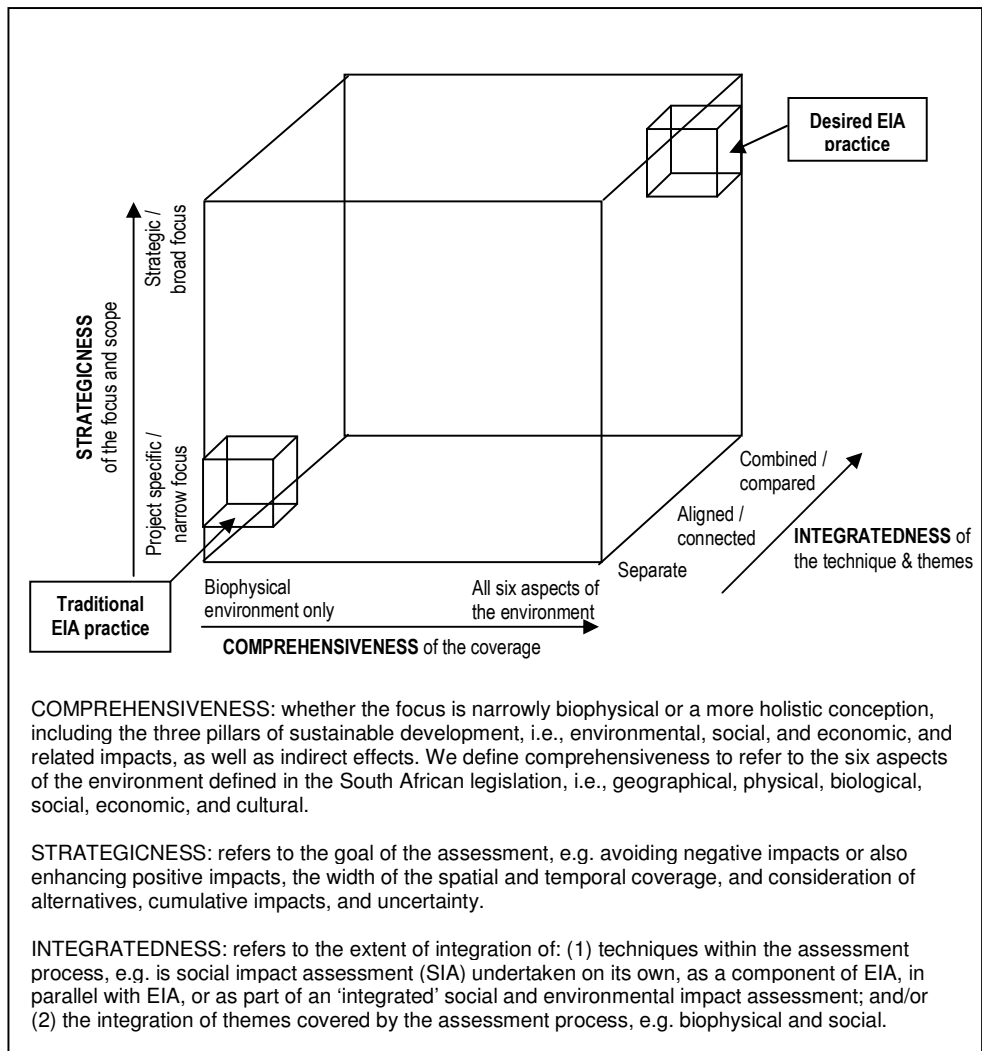 Desired EIA
practice
Strategic /
broad focus
STRATEGICNESS
of the focus and scope
Project specific /
narrow focus
Combined /
compared
Aligned /
connected
INTEGRATEDNESS of
the technique & themes
Separate
Traditional
EIA practice
Biophysical
environment only
All six aspects of
the environment
COMPREHENSIVENESS of the coverage
COMPREHENSIVENESS: whether the focus is narrowly biophysical or a more holistic conception,
including the three pillars of sustainable development, i.e., environmental, social, and economic, and
related impacts, as well as indirect effects. We define comprehensiveness to refer to the six aspects
of the environment defined in the South African legislation, i.e., geographical, physical, biological,
social, economic, and cultural.
STRATEGICNESS: refers to the goal of the assessment, e.g. avoiding negative impacts or also
enhancing positive impacts, the width of the spatial and temporal coverage, and consideration of
alternatives, cumulative impacts, and uncertainty.
INTEGRATEDNESS: refers to the extent of integration of: (1) techniques within the assessment
process, e.g. is social impact assessment (SIA) undertaken on its own, as a component of EIA, in
parallel with EIA, or as part of an ‘integrated’ social and environmental impact assessment; and/or
(2) the integration of themes covered by the assessment process, e.g. biophysical and social.